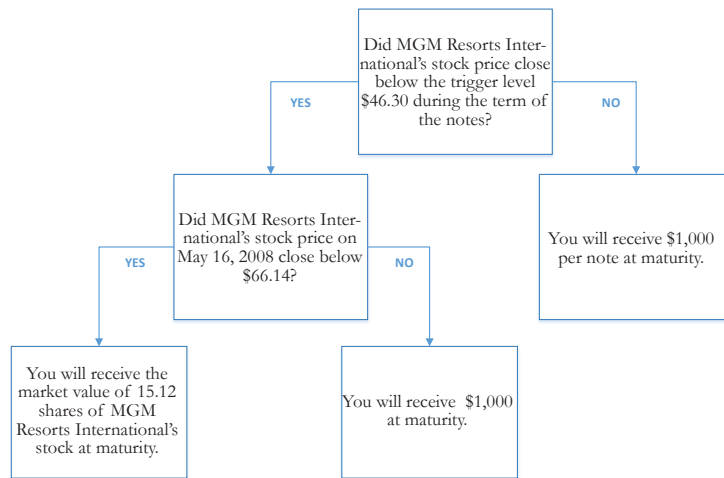 Did MGM Resorts Inter-
national's stock price close
below the trigger level
$46.30 during the term of
the notes?
YES
NO
Did MGM Resorts Inter-
national's stock price on
May 16, 2008 close below
$66.14?
You will receive $1,000
per note at maturity.
YES
NO
You will receive the
market value of 15.12
shares of MGM
Resorts International's
stock at maturity.
You will receive $1,000
at maturity.